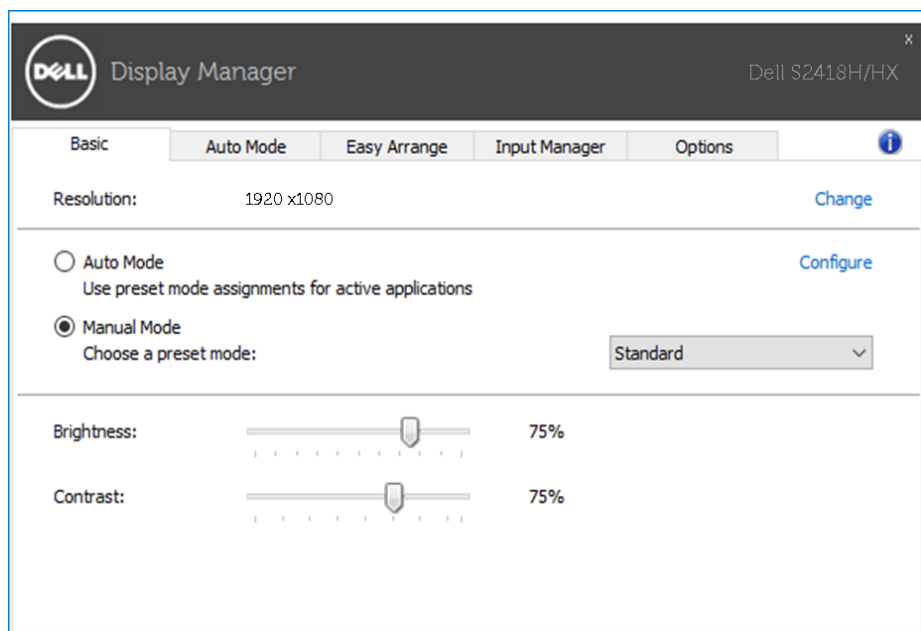 x
DELL Display Manager
Dell S2418H/HX
Basic Auto Mode Easy Arrange Input Manager Options i
Resolution: 1920 x1080 Change
Auto Mode Configure
Use preset mode assignments for active applications
Manual Mode
Choose a preset mode: Standard
Brightness: 75%
Contrast: 75%